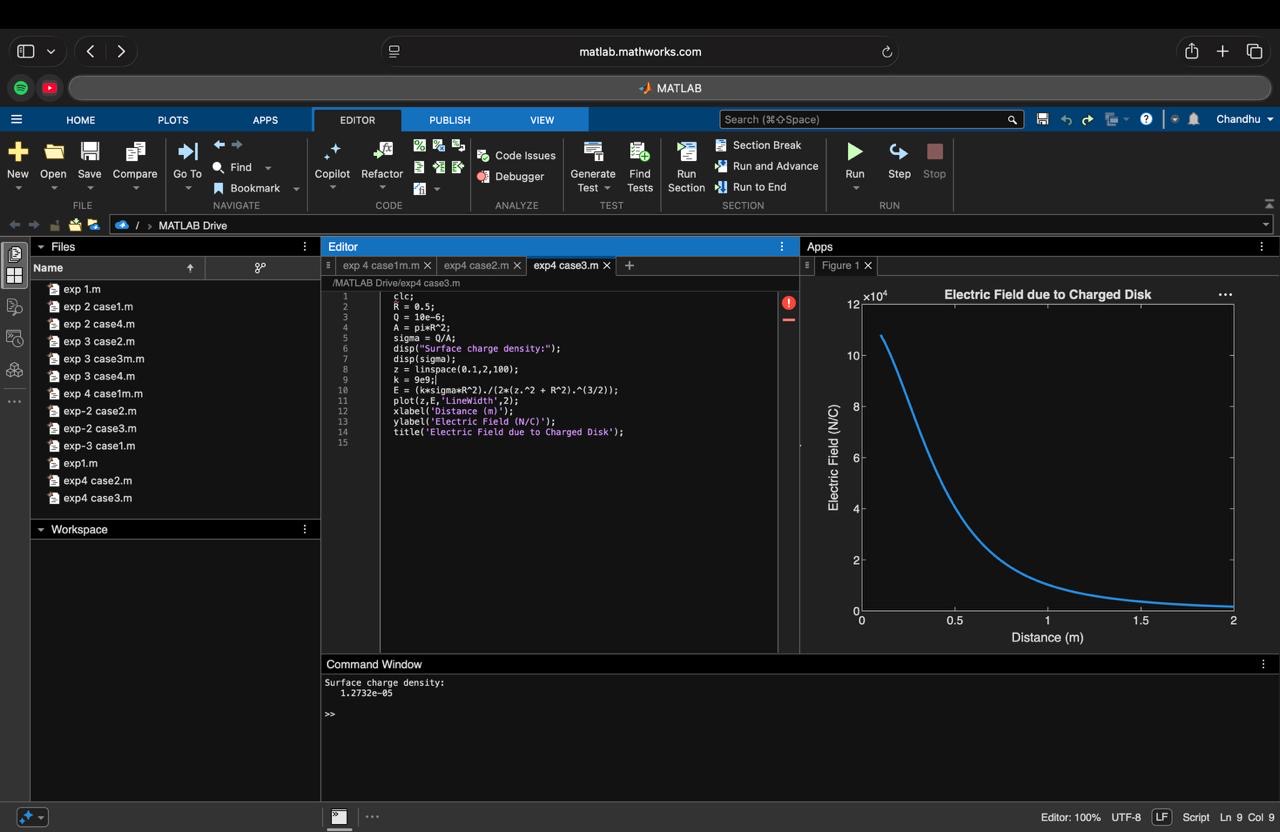 matlab.mathworks.com
MATLAB
HOME PLOTS APPS EDITOR PUBLISH VIEW Search (⌘⇧Space) Chandhu
New Open Save Compare
FILE
Go To Find Bookmark
NAVIGATE
Copilot Refactor
CODE
Code Issues
Debugger
ANALYZE
Generate Test Find Tests
TEST
Run Section
Section Break
Run and Advance
Run to End
SECTION
Run Step Stop
RUN
/ › MATLAB Drive
Files
Name
exp 1.m
exp 2 case1.m
exp 2 case4.m
exp 3 case2.m
exp 3 case3m.m
exp 3 case4.m
exp 4 case1m.m
exp-2 case2.m
exp-2 case3.m
exp-3 case1.m
exp1.m
exp4 case2.m
exp4 case3.m
Workspace
Editor
exp 4 case1m.m exp4 case2.m exp4 case3.m
/MATLAB Drive/exp4 case3.m
1 clc;
2 R = 0.5;
3 Q = 10e-6;
4 A = pi*R^2;
5 sigma = Q/A;
6 disp("Surface charge density:");
7 disp(sigma);
8 z = linspace(0.1,2,100);
9 k = 9e9;
10 E = (k*sigma*R^2)./(2*(z.^2 + R^2).^(3/2));
11 plot(z,E,'LineWidth',2);
12 xlabel('Distance (m)');
13 ylabel('Electric Field (N/C)');
14 title('Electric Field due to Charged Disk');
15
Apps
Figure 1
Electric Field due to Charged Disk
×10⁴
12
10
8
6
4
2
0
Electric Field (N/C)
0 0.5 1 1.5 2
Distance (m)
Command Window
Surface charge density:
1.2732e-05
>>
Editor: 100% UTF-8 LF Script Ln 9 Col 9